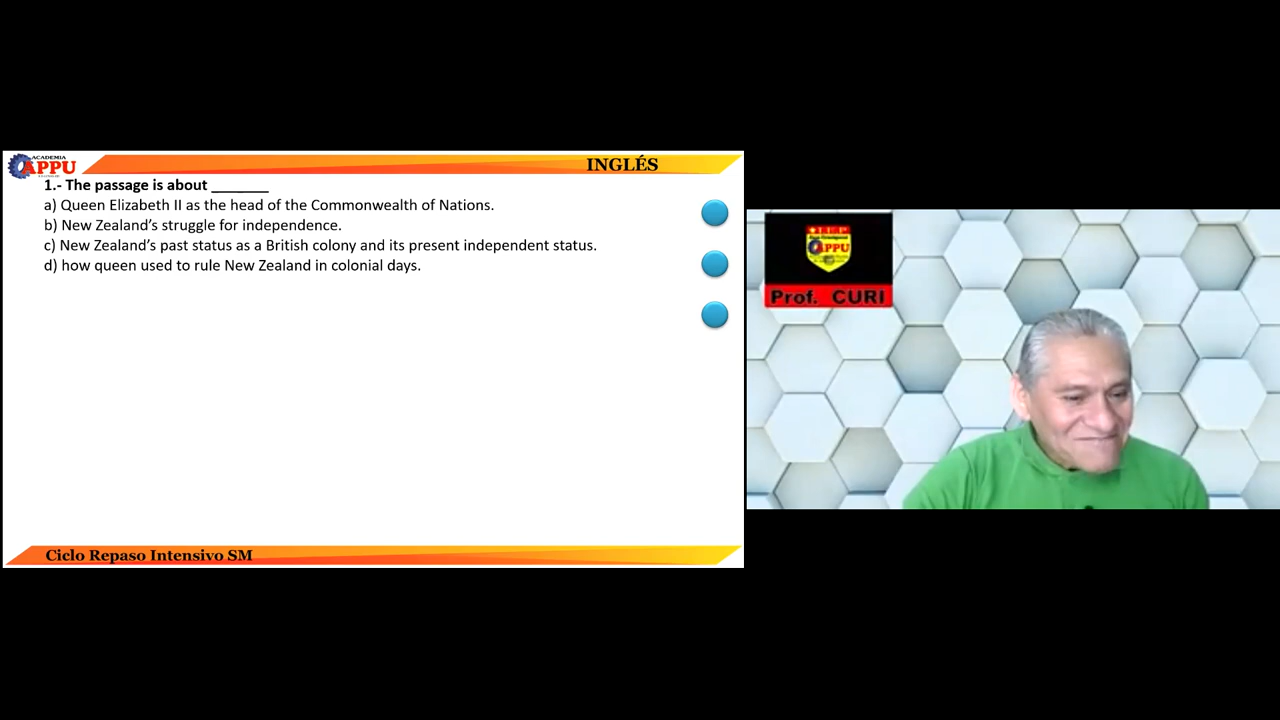 ACADEMIA
APPU
INGLÉS
1.- The passage is about _______
a) Queen Elizabeth II as the head of the Commonwealth of Nations.
b) New Zealand’s struggle for independence.
c) New Zealand’s past status as a British colony and its present independent status.
d) how queen used to rule New Zealand in colonial days.
Ciclo Repaso Intensivo SM
APPU
Prof. CURI